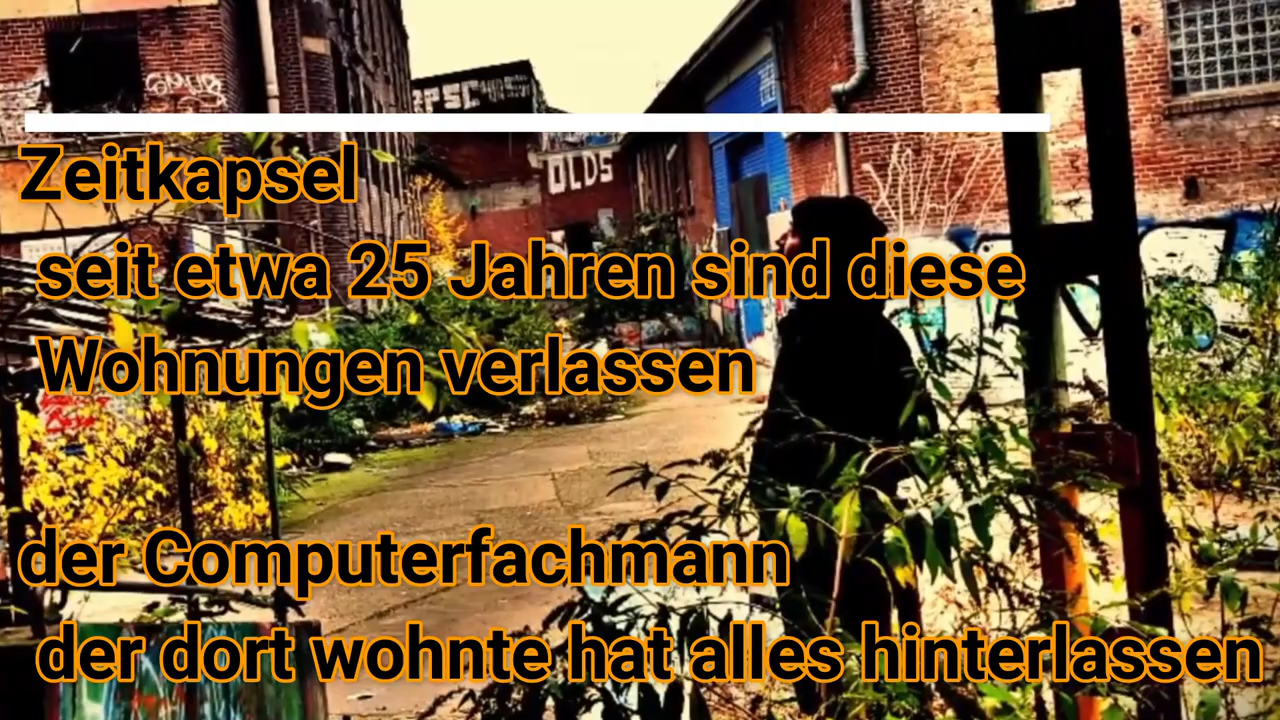 OLDS
Zeitkapsel
seit etwa 25 Jahren sind diese
Wohnungen verlassen
der Computerfachmann
der dort wohnte hat alles hinterlassen